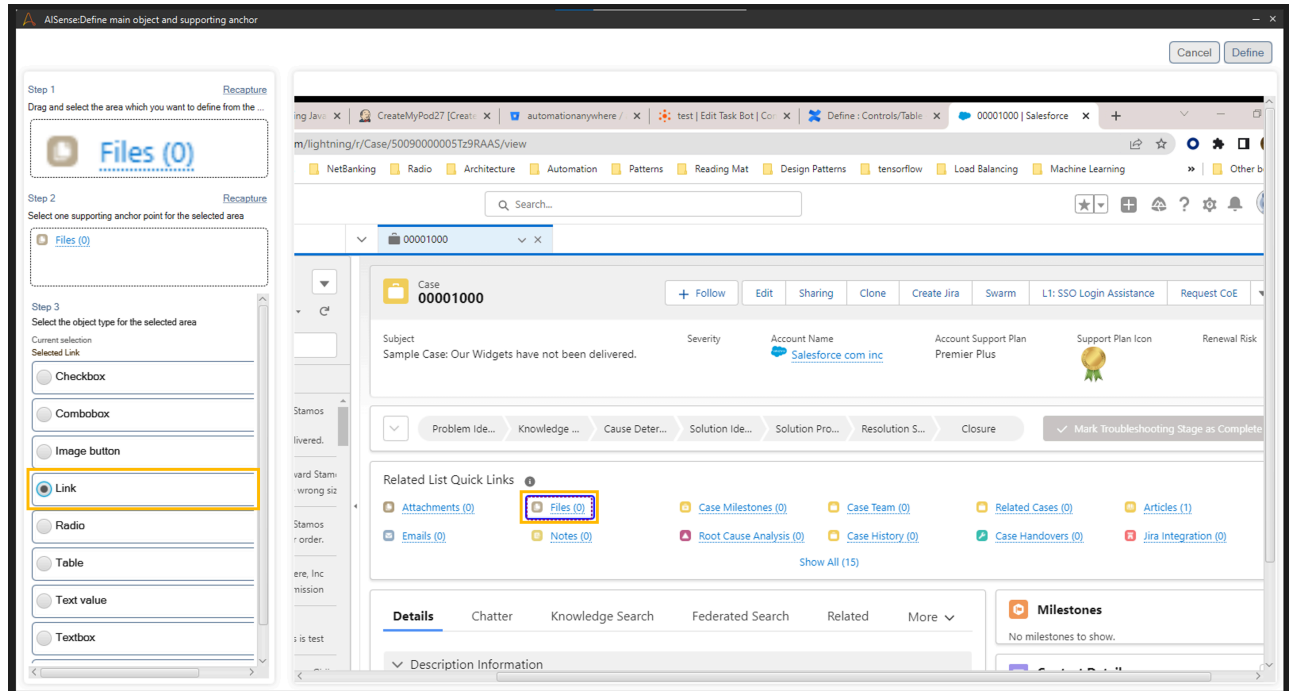 AISense:Define main object and supporting anchor
Cancel Define
Step 1 Recapture
Drag and select the area which you want to define from the ...
Files (0)
Step 2 Recapture
Select one supporting anchor point for the selected area
Files (0)
Step 3
Select the object type for the selected area
Current selection
Selected Link
Checkbox
Combobox
Image button
Link
Radio
Table
Text value
Textbox
ing Java CreateMyPod27 [Create automationanywhere / test | Edit Task Bot | Co Define : Controls/Table 00001000 | Salesforce
m/lightning/r/Case/50090000005Tz9RAAS/view
NetBanking Radio Architecture Automation Patterns Reading Mat Design Patterns tensorflow Load Balancing Machine Learning » Other b
Search...
00001000
Case
00001000
Follow Edit Sharing Clone Create Jira Swarm L1: SSO Login Assistance Request CoE
Subject Severity Account Name Account Support Plan Support Plan Icon Renewal Risk
Sample Case: Our Widgets have not been delivered. Salesforce com inc Premier Plus
Stamos
livered.
vard Stam
wrong siz
Stamos
r order.
ere, Inc
mission
s is test
Problem Ide... Knowledge ... Cause Deter... Solution Ide... Solution Pro... Resolution S... Closure Mark Troubleshooting Stage as Complete
Related List Quick Links
Attachments (0) Files (0) Case Milestones (0) Case Team (0) Related Cases (0) Articles (1)
Emails (0) Notes (0) Root Cause Analysis (0) Case History (0) Case Handovers (0) Jira Integration (0)
Show All (15)
Details Chatter Knowledge Search Federated Search Related More
Description Information
Milestones
No milestones to show.